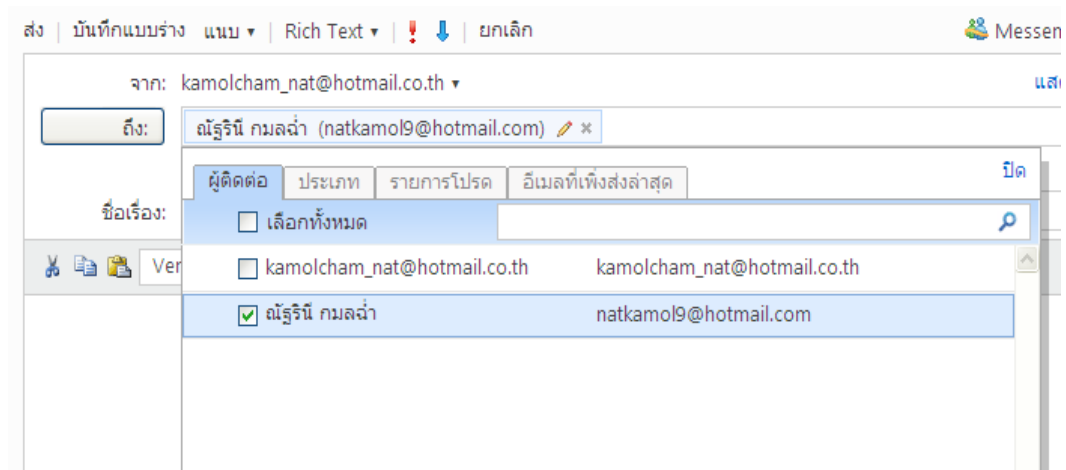 ส่ง | บันทึกแบบร่าง แนบ ▾ | Rich Text ▾ | ยกเลิก
จาก: kamolcham_nat@hotmail.co.th ▾
ถึง: ณัฐรินี กมลฉ่ำ (natkamol9@hotmail.com)
ผู้ติดต่อ ประเภท รายการโปรด อีเมลที่เพิ่งส่งล่าสุด ปิด
ชื่อเรื่อง: เลือกทั้งหมด
kamolcham_nat@hotmail.co.th kamolcham_nat@hotmail.co.th
ณัฐรินี กมลฉ่ำ natkamol9@hotmail.com